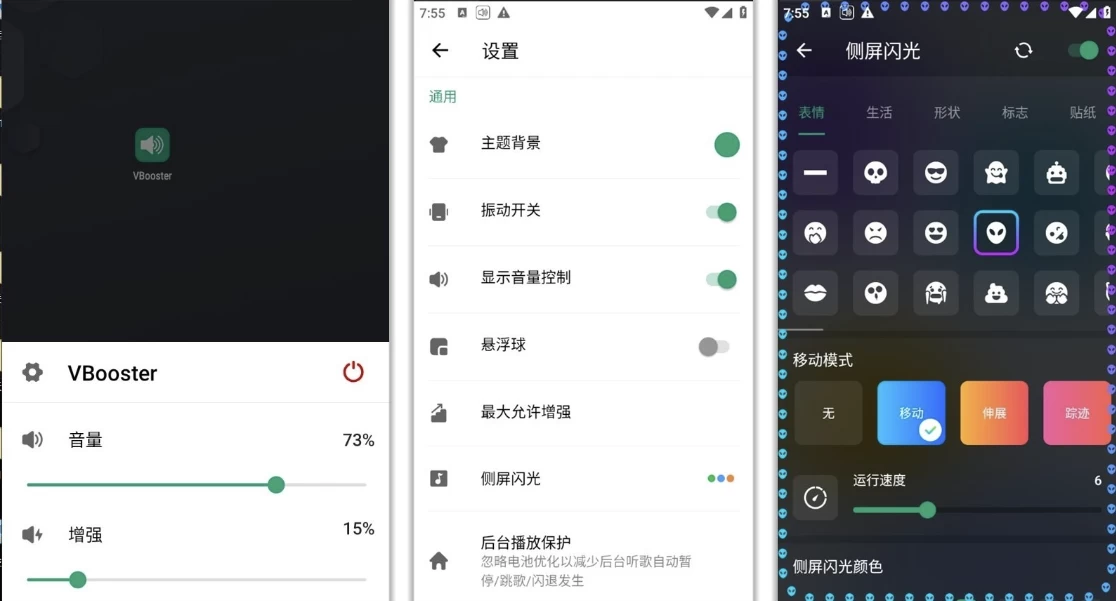 VBooster
VBooster
音量
73%
增强
15%
7:55
设置
通用
主题背景
振动开关
显示音量控制
悬浮球
最大允许增强
侧屏闪光
后台播放保护
忽略电池优化以减少后台听歌自动暂
停/跳歌/闪退发生
7:55
侧屏闪光
表情
生活
形状
标志
贴纸
移动模式
无
移动
伸展
踪迹
运行速度
6
侧屏闪光颜色